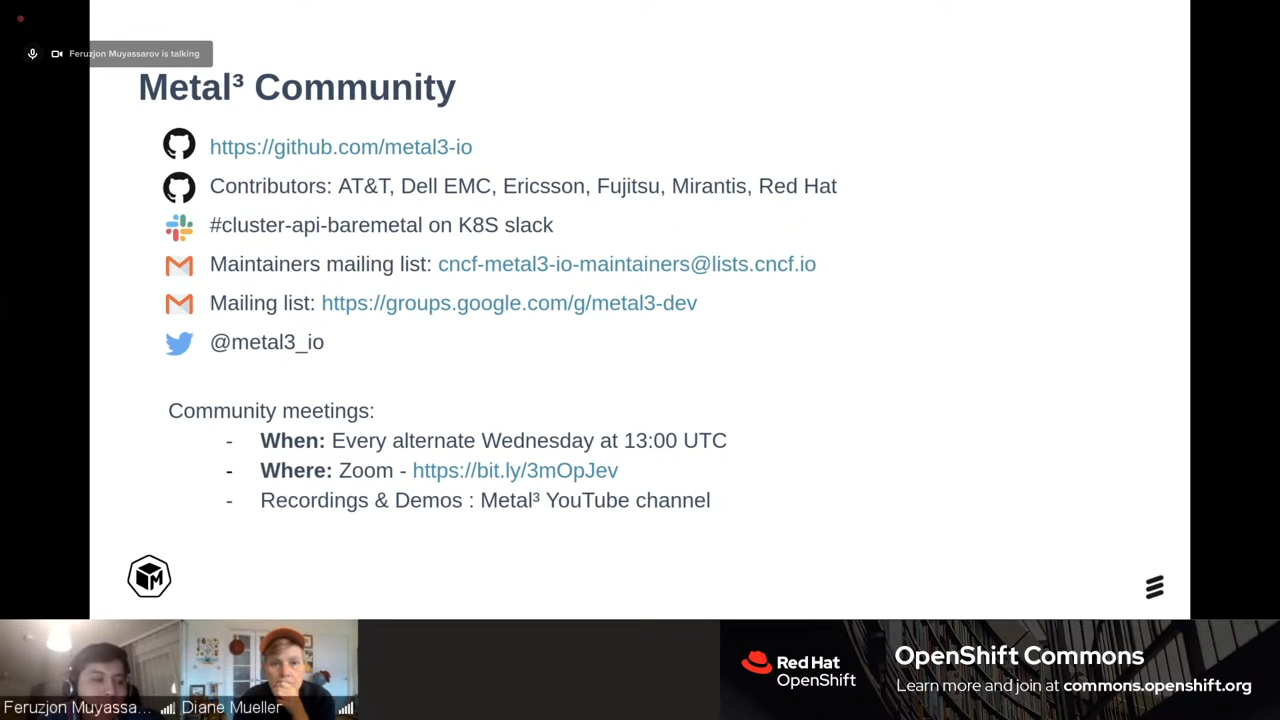 Feruzjon Muyassarov is talking
Metal³ Community
https://github.com/metal3-io
Contributors: AT&T, Dell EMC, Ericsson, Fujitsu, Mirantis, Red Hat
#cluster-api-baremetal on K8S slack
Maintainers mailing list: cncf-metal3-io-maintainers@lists.cncf.io
Mailing list: https://groups.google.com/g/metal3-dev
@metal3_io
Community meetings:
- When: Every alternate Wednesday at 13:00 UTC
- Where: Zoom - https://bit.ly/3mOpJev
- Recordings & Demos : Metal³ YouTube channel
M
Feruzjon Muyassa...
Diane Mueller
Red Hat
OpenShift
OpenShift Commons
Learn more and join at commons.openshift.org